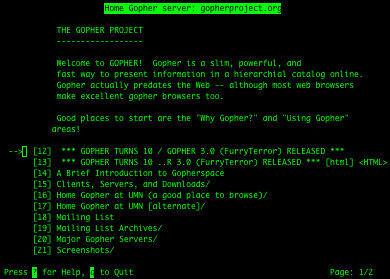 Home Gopher server: gopherproject.org
THE GOPHER PROJECT
------------------
Welcome to GOPHER!  Gopher is a slim, powerful, and
fast way to present information in a hierarchial catalog online.
Gopher actually predates the Web -- although most web browsers
make excellent gopher browsers too.
Good places to start are the "Why Gopher?" and "Using Gopher"
areas!
--> [12]  *** GOPHER TURNS 10 / GOPHER 3.0 (FurryTerror) RELEASED ***
[13]  *** GOPHER TURNS 10 ..R 3.0 (FurryTerror) RELEASED *** [html] <HTML>
[14] A Brief Introduction to Gopherspace
[15] Clients, Servers, and Downloads/
[16] Home Gopher at UMN (a good place to browse)/
[17] Home Gopher at UMN [alternate]/
[18] Mailing List
[19] Mailing List Archives/
[20] Major Gopher Servers/
[21] Screenshots/
Press ? for Help, q to Quit Page: 1/2